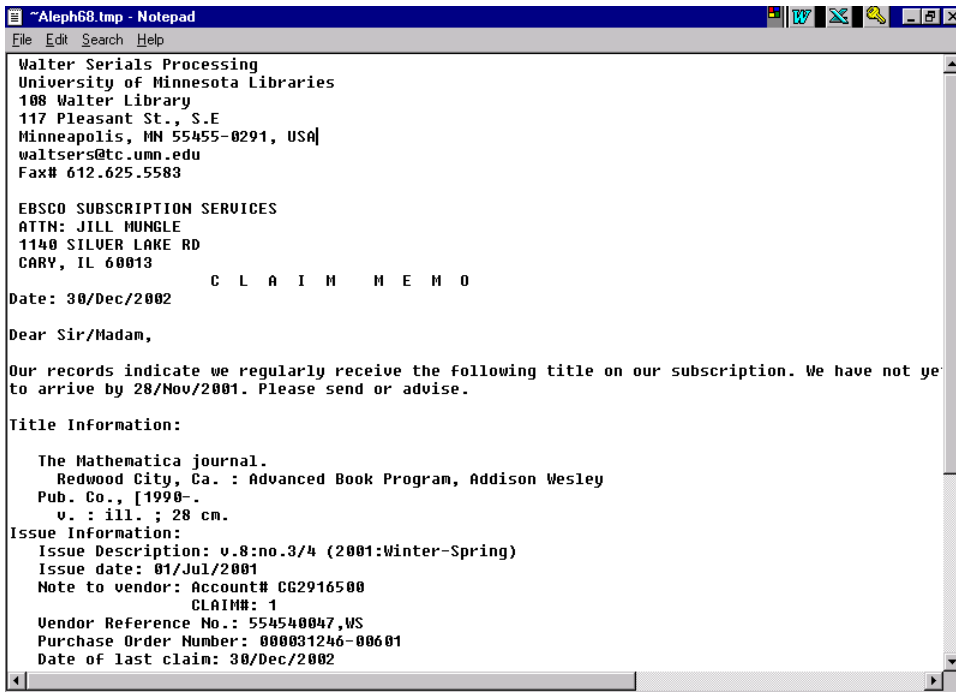 ~Aleph68.tmp - Notepad
File Edit Search Help
Walter Serials Processing
University of Minnesota Libraries
108 Walter Library
117 Pleasant St., S.E
Minneapolis, MN 55455-0291, USA
waltsers@tc.umn.edu
Fax# 612.625.5583
EBSCO SUBSCRIPTION SERVICES
ATTN: JILL MUNGLE
1140 SILVER LAKE RD
CARY, IL 60013
C L A I M M E M O
Date: 30/Dec/2002
Dear Sir/Madam,
Our records indicate we regularly receive the following title on our subscription. We have not ye
to arrive by 28/Nov/2001. Please send or advise.
Title Information:
The Mathematica journal.
Redwood City, Ca. : Advanced Book Program, Addison Wesley
Pub. Co., [1990-.
v. : ill. ; 28 cm.
Issue Information:
Issue Description: v.8:no.3/4 (2001:Winter-Spring)
Issue date: 01/Jul/2001
Note to vendor: Account# CG2916500
CLAIM#: 1
Vendor Reference No.: 554540047,WS
Purchase Order Number: 000031246-00601
Date of last claim: 30/Dec/2002